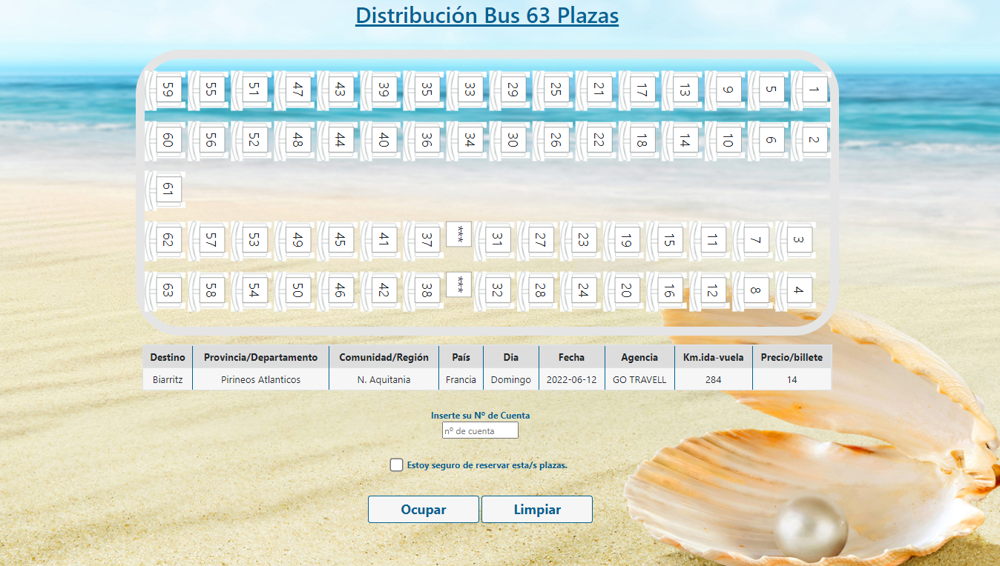 Distribución Bus 63 Plazas
59 55 51 47 43 39 35 33 29 25 21 17 13 9 5 1
60 56 52 48 44 40 36 34 30 26 22 18 14 10 6 2
61
62 57 53 49 45 41 37 *** 31 27 23 19 15 11 7 3
63 58 54 50 46 42 38 *** 32 28 24 20 16 12 8 4
Destino Provincia/Departamento Comunidad/Región País Dia Fecha Agencia Km.ida-vuela Precio/billete
Biarritz Pirineos Atlanticos N. Aquitania Francia Domingo 2022-06-12 GO TRAVELL 284 14
Inserte su Nº de Cuenta
nº de cuenta
Estoy seguro de reservar esta/s plazas.
Ocupar Limpiar